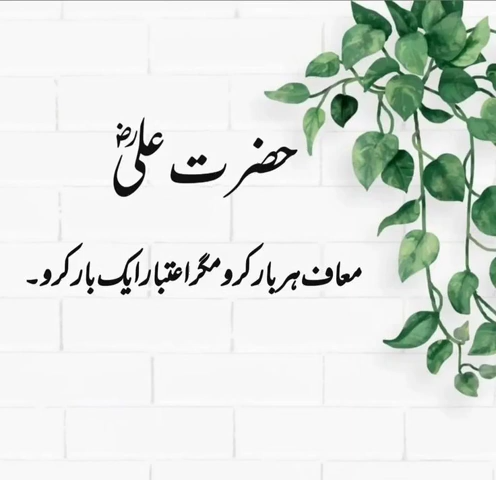 حضرت علیؓ
معاف ہر بار کرو مگر اعتبار ایک بار کرو۔